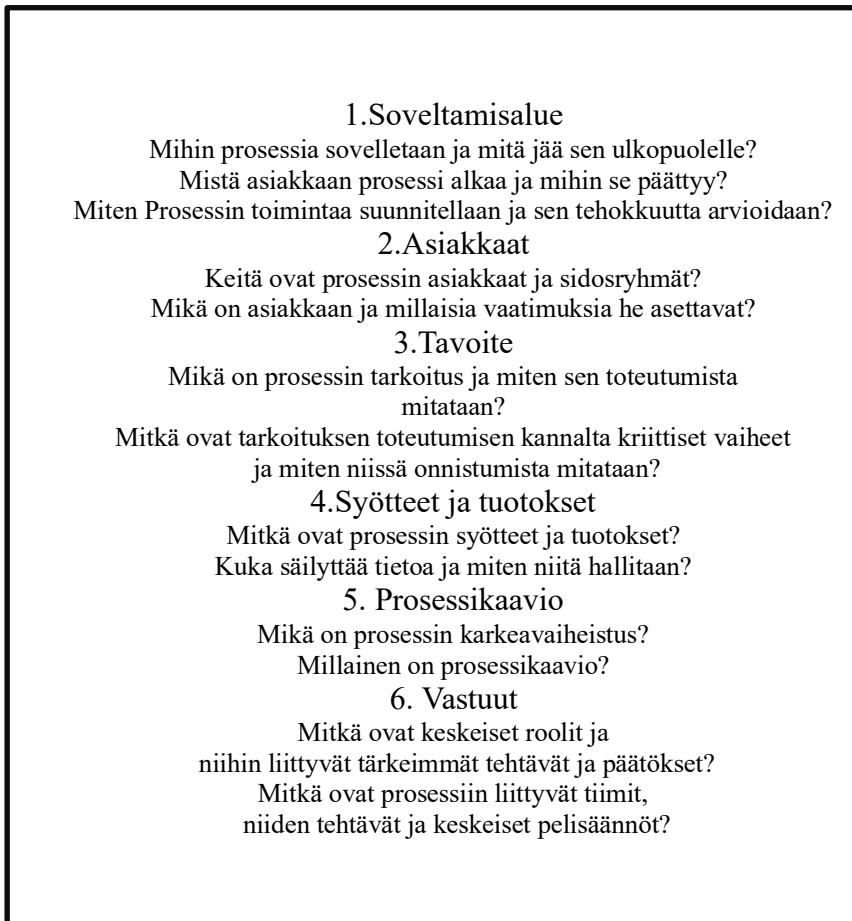 1.Soveltamisalue
Mihin prosessia sovelletaan ja mitä jää sen ulkopuolelle?
Mistä asiakkaan prosessi alkaa ja mihin se päättyy?
Miten Prosessin toimintaa suunnitellaan ja sen tehokkuutta arvioidaan?
2.Asiakkaat
Keitä ovat prosessin asiakkaat ja sidosryhmät?
Mikä on asiakkaan ja millaisia vaatimuksia he asettavat?
3.Tavoite
Mikä on prosessin tarkoitus ja miten sen toteutumista
mitataan?
Mitkä ovat tarkoituksen toteutumisen kannalta kriittiset vaiheet
ja miten niissä onnistumista mitataan?
4.Syötteet ja tuotokset
Mitkä ovat prosessin syötteet ja tuotokset?
Kuka säilyttää tietoa ja miten niitä hallitaan?
5. Prosessikaavio
Mikä on prosessin karkeavaiheistus?
Millainen on prosessikaavio?
6. Vastuut
Mitkä ovat keskeiset roolit ja
niihin liittyvät tärkeimmät tehtävät ja päätökset?
Mitkä ovat prosessiin liittyvät tiimit,
niiden tehtävät ja keskeiset pelisäännöt?